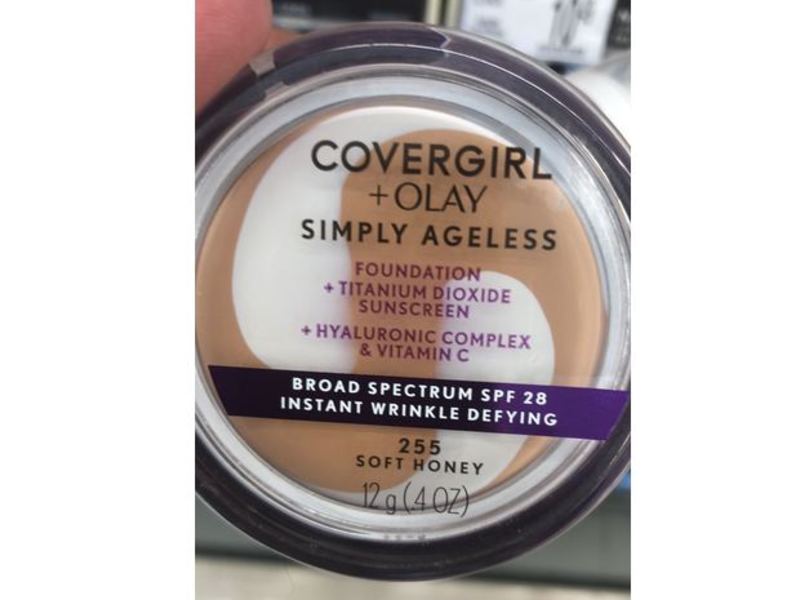 COVERGIRL
+OLAY
SIMPLY AGELESS
FOUNDATION
+ TITANIUM DIOXIDE
SUNSCREEN
+ HYALURONIC COMPLEX
& VITAMIN C
BROAD SPECTRUM SPF 28
INSTANT WRINKLE DEFYING
255
SOFT HONEY
12 g (.4 OZ)